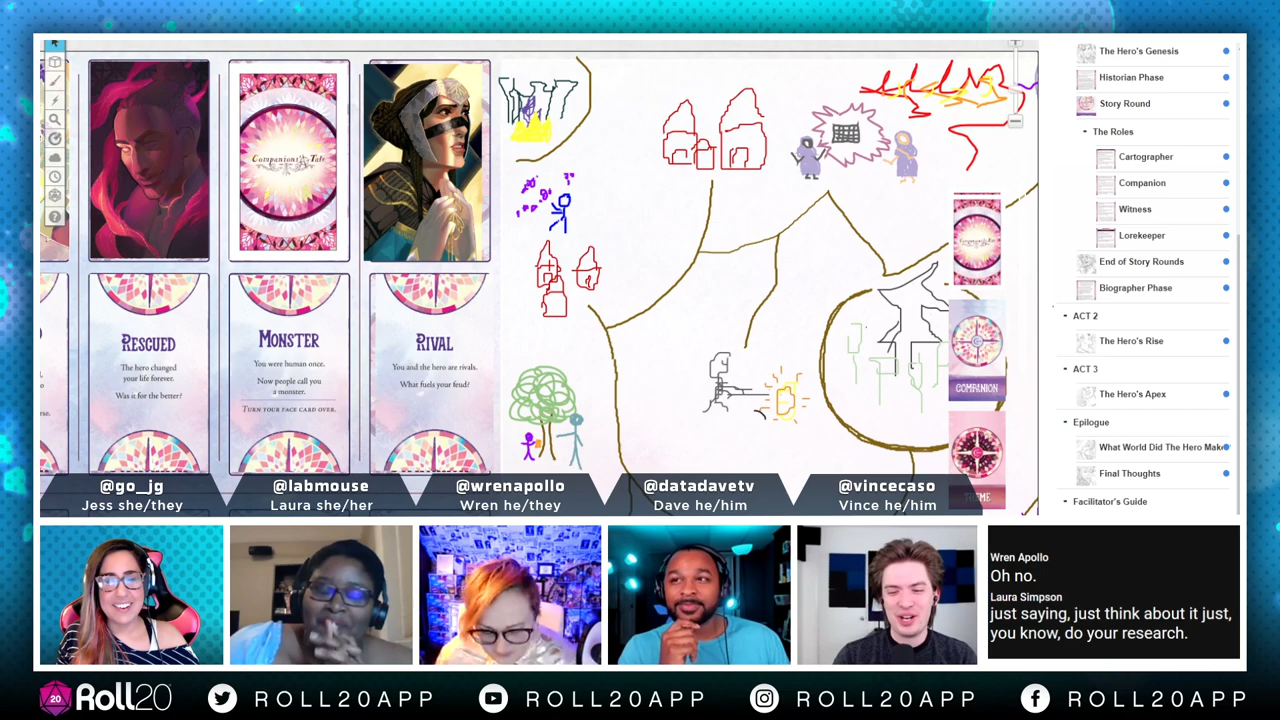 Companion's Tale
RESCUED
The hero changed
your life forever.
Was it for the better?
MONSTER
You were human once.
Now people call you
a monster.
TURN YOUR FACE CARD OVER.
RIVAL
You and the hero are rivals.
What fuels your feud?
COMPANION
THEME
The Hero's Genesis
Historian Phase
Story Round
The Roles
Cartographer
Companion
Witness
Lorekeeper
End of Story Rounds
Biographer Phase
ACT 2
The Hero's Rise
ACT 3
The Hero's Apex
Epilogue
What World Did The Hero Make
Final Thoughts
Facilitator's Guide
@go_jg
Jess she/they
@labmouse
Laura she/her
@wrenapollo
Wren he/they
@datadavetv
Dave he/him
@vincecaso
Vince he/him
Wren Apollo
Oh no.
Laura Simpson
just saying, just think about it just,
you know, do your research.
20
Roll20
ROLL20APP
ROLL20APP
ROLL20APP
ROLL20APP